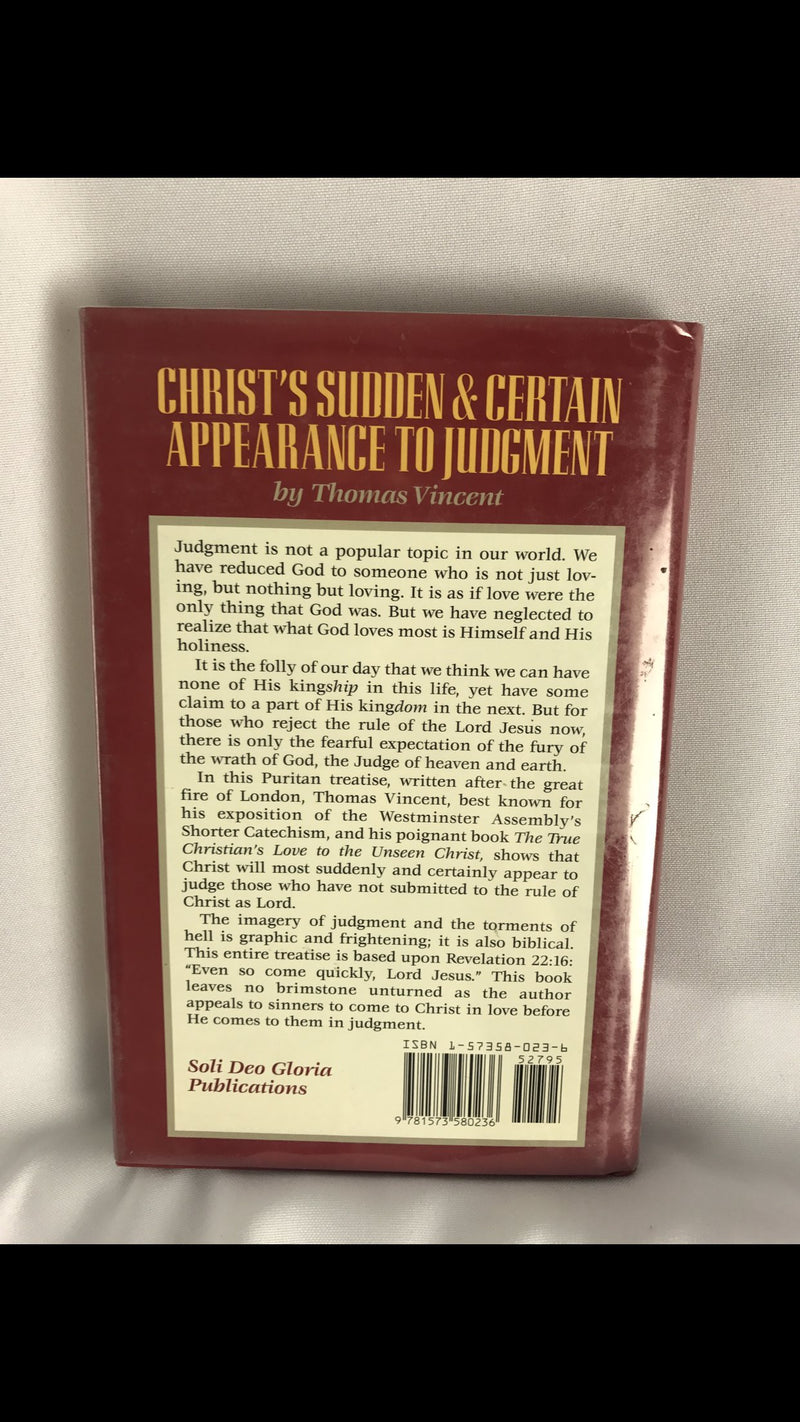 CHRIST'S SUDDEN & CERTAIN
APPEARANCE TO JUDGMENT
by Thomas Vincent
Judgment is not a popular topic in our world. We
have reduced God to someone who is not just lov-
ing, but nothing but loving. It is as if love were the
only thing that God was. But we have neglected to
realize that what God loves most is Himself and His
holiness.
It is the folly of our day that we think we can have
none of His kingship in this life, yet have some
claim to a part of His kingdom in the next. But for
those who reject the rule of the Lord Jesus now,
there is only the fearful expectation of the fury of
the wrath of God, the Judge of heaven and earth.
In this Puritan treatise, written after the great
fire of London, Thomas Vincent, best known for
his exposition of the Westminster Assembly's
Shorter Catechism, and his poignant book The True
Christian's Love to the Unseen Christ, shows that
Christ will most suddenly and certainly appear to
judge those who have not submitted to the rule of
Christ as Lord.
The imagery of judgment and the torments of
hell is graphic and frightening; it is also biblical.
This entire treatise is based upon Revelation 22:16:
"Even so come quickly, Lord Jesus." This book
leaves no brimstone unturned as the author
appeals to sinners to come to Christ in love before
He comes to them in judgment.
ISBN 1-57358-023-6
52795
Soli Deo Gloria
Publications
9 781573 580236